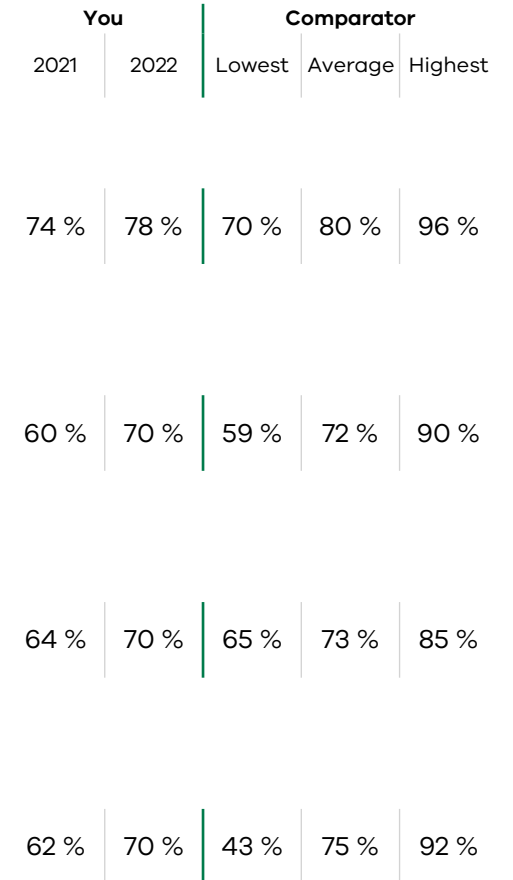 You Comparator
2021 2022 Lowest Average Highest
74 % 78 % 70 % 80 % 96 %
60 % 70 % 59 % 72 % 90 %
64 % 70 % 65 % 73 % 85 %
62 % 70 % 43 % 75 % 92 %